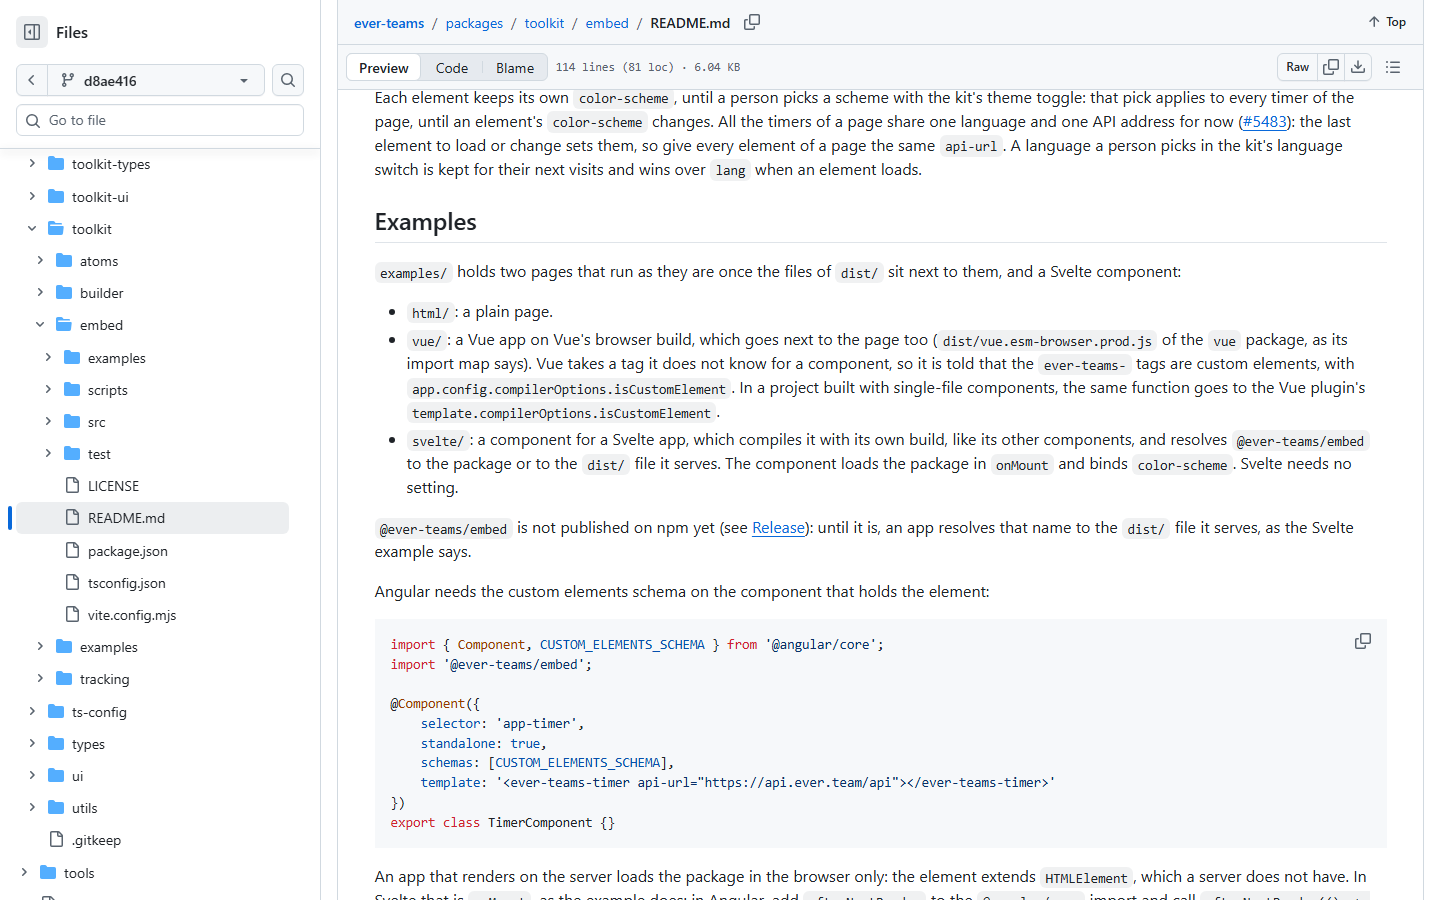 Files
ever-teams / packages / toolkit / embed / README.md
Top
d8ae416
Preview Code Blame 114 lines (81 loc) · 6.04 KB
Raw
Go to file
toolkit-types
toolkit-ui
toolkit
atoms
builder
embed
examples
scripts
src
test
LICENSE
README.md
package.json
tsconfig.json
vite.config.mjs
examples
tracking
ts-config
types
ui
utils
.gitkeep
tools
Each element keeps its own color-scheme , until a person picks a scheme with the kit's theme toggle: that pick applies to every timer of the
page, until an element's color-scheme changes. All the timers of a page share one language and one API address for now (#5483): the last
element to load or change sets them, so give every element of a page the same api-url . A language a person picks in the kit's language
switch is kept for their next visits and wins over lang when an element loads.
Examples
examples/ holds two pages that run as they are once the files of dist/ sit next to them, and a Svelte component:
html/ : a plain page.
vue/ : a Vue app on Vue's browser build, which goes next to the page too ( dist/vue.esm-browser.prod.js of the vue package, as its
import map says). Vue takes a tag it does not know for a component, so it is told that the ever-teams- tags are custom elements, with
app.config.compilerOptions.isCustomElement . In a project built with single-file components, the same function goes to the Vue plugin's
template.compilerOptions.isCustomElement .
svelte/ : a component for a Svelte app, which compiles it with its own build, like its other components, and resolves @ever-teams/embed
to the package or to the dist/ file it serves. The component loads the package in onMount and binds color-scheme . Svelte needs no
setting.
@ever-teams/embed is not published on npm yet (see Release): until it is, an app resolves that name to the dist/ file it serves, as the Svelte
example says.
Angular needs the custom elements schema on the component that holds the element:
import { Component, CUSTOM_ELEMENTS_SCHEMA } from '@angular/core';
import '@ever-teams/embed';
@Component({
selector: 'app-timer',
standalone: true,
schemas: [CUSTOM_ELEMENTS_SCHEMA],
template: '<ever-teams-timer api-url="https://api.ever.team/api"></ever-teams-timer>'
})
export class TimerComponent {}
An app that renders on the server loads the package in the browser only: the element extends HTMLElement , which a server does not have. In